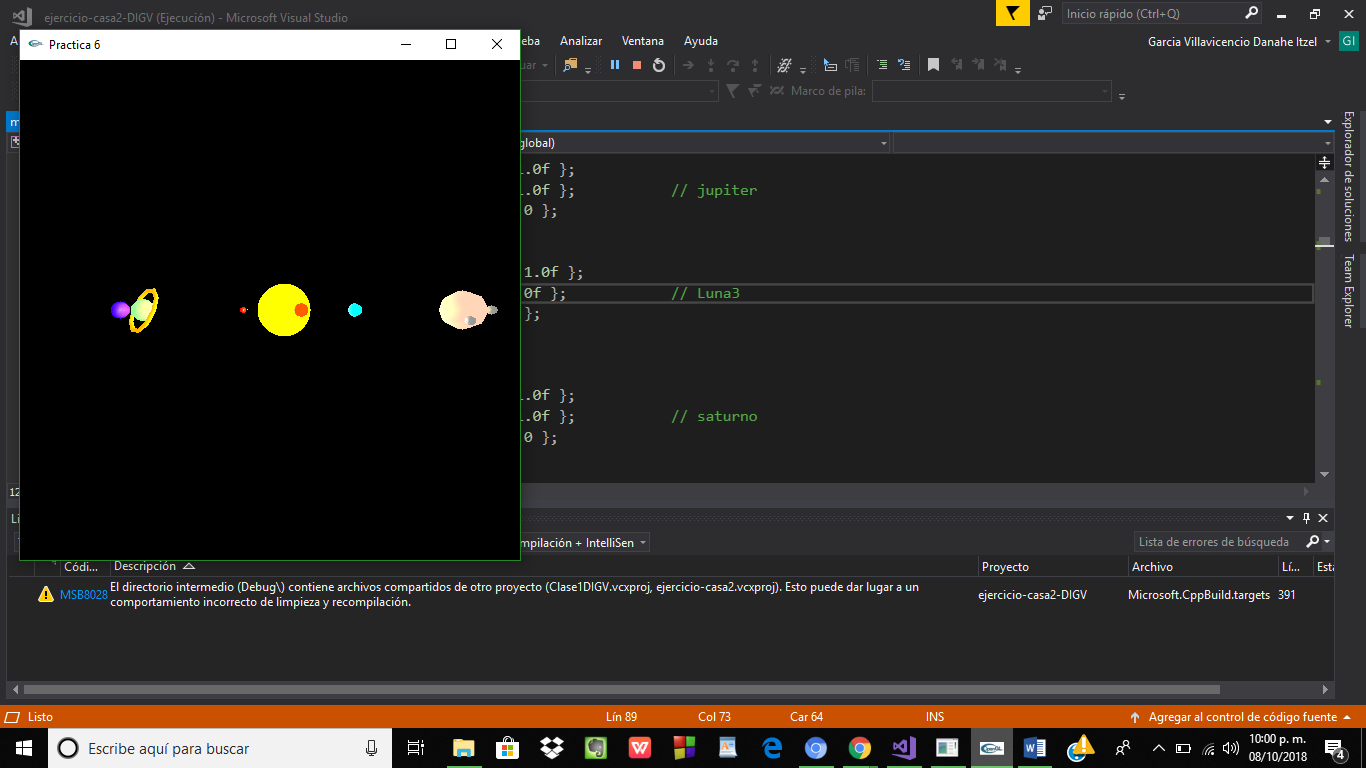 ejercicio-casa2-DIGV (Ejecución) - Microsoft Visual Studio
Inicio rápido (Ctrl+Q)
Analizar Ventana Ayuda
Garcia Villavicencio Danahe Itzel
GI
Practica 6
Marco de pila:
global)
.0f };
.0f }; // jupiter
0 };
1.0f };
0f }; // Luna3
};
.0f };
.0f }; // saturno
0 };
Explorador de soluciones
Team Explorer
mpilación + IntelliSen
Lista de errores de búsqueda
Códi... Descripción Proyecto Archivo Lí...
MSB8028 El directorio intermedio (Debug\) contiene archivos compartidos de otro proyecto (Clase1DIGV.vcxproj, ejercicio-casa2.vcxproj). Esto puede dar lugar a un
comportamiento incorrecto de limpieza y recompilación.
ejercicio-casa2-DIGV Microsoft.CppBuild.targets 391
Listo Lín 89 Col 73 Car 64 INS Agregar al control de código fuente
Escribe aquí para buscar
10:00 p. m.
08/10/2018
4